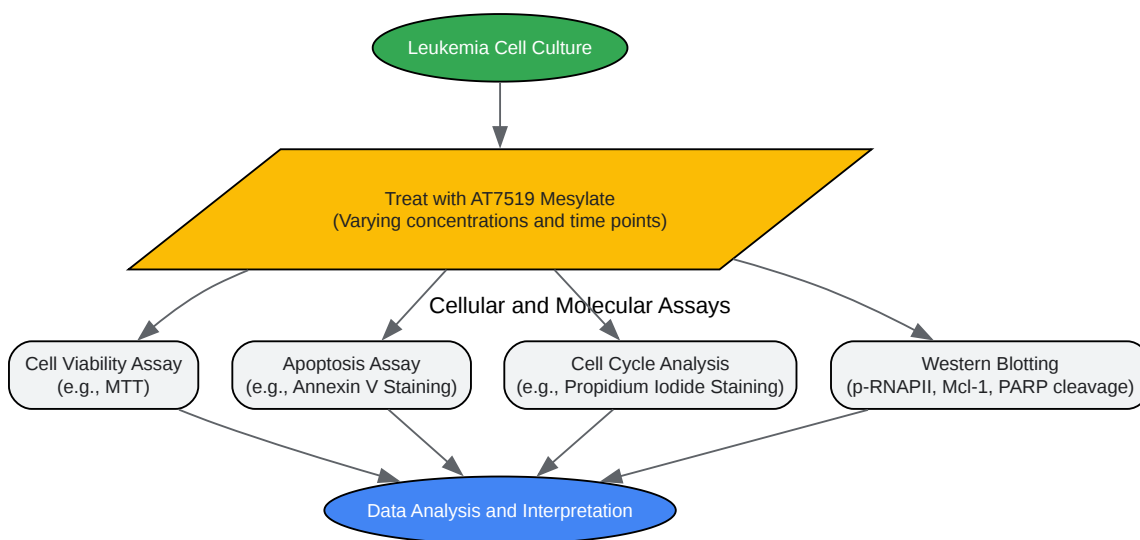 Leukemia Cell Culture
Treat with AT7519 Mesylate
(Varying concentrations and time points)
Cellular and Molecular Assays
Cell Viability Assay
(e.g., MTT)
Apoptosis Assay
(e.g., Annexin V Staining)
Cell Cycle Analysis
(e.g., Propidium Iodide Staining)
Western Blotting
(p-RNAPII, Mcl-1, PARP cleavage)
Data Analysis and Interpretation